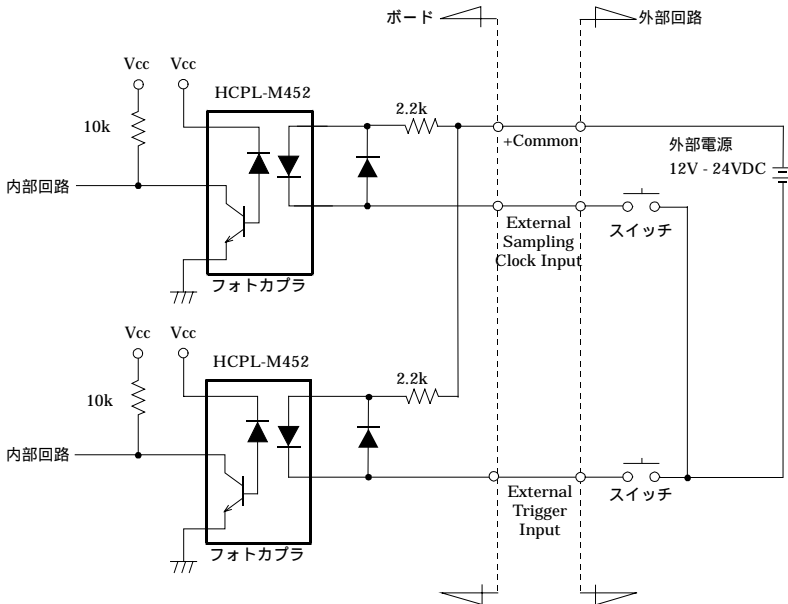 ボード
外部回路
Vcc
Vcc
HCPL-M452
10k
2.2k
+Common
外部電源
12V - 24VDC
内部回路
External
Sampling
Clock Input
スイッチ
フォトカプラ
Vcc
Vcc
HCPL-M452
10k
2.2k
内部回路
External
Trigger
Input
スイッチ
フォトカプラ